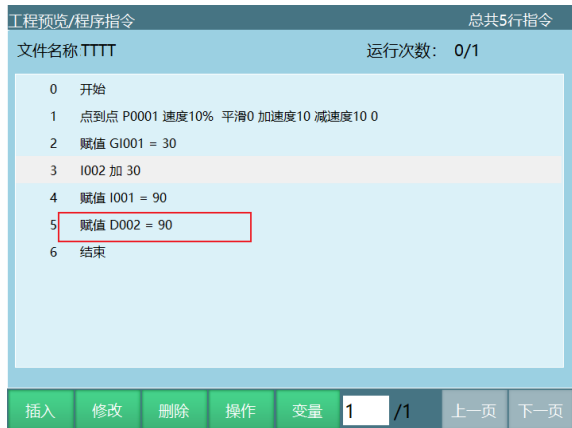 工程预览/程序指令 总共5行指令
文件名称:TTTT 运行次数： 0/1
0 开始
1 点到点 P0001 速度10% 平滑0 加速度10 减速度10 0
2 赋值 GI001 = 30
3 I002 加 30
4 赋值 I001 = 90
5 赋值 D002 = 90
6 结束
插入 修改 删除 操作 变量 1 /1 上一页 下一页